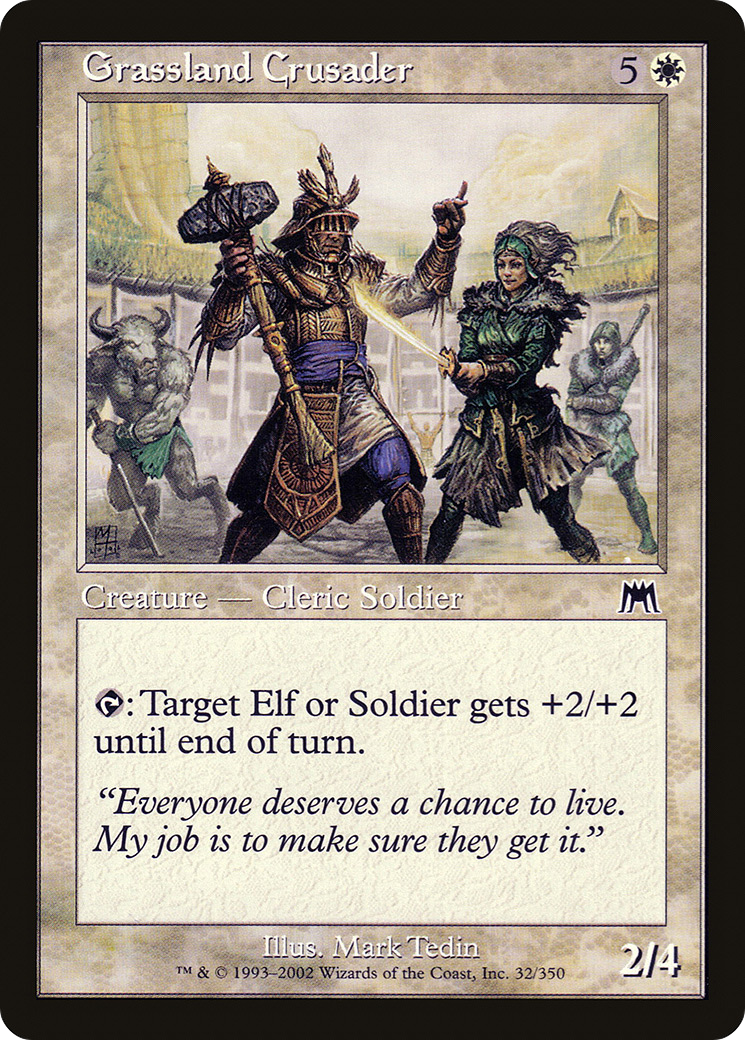 Grassland Crusader 5
Creature — Cleric Soldier
: Target Elf or Soldier gets +2/+2
until end of turn.
“Everyone deserves a chance to live.
My job is to make sure they get it.”
Illus. Mark Tedin
™ & © 1993–2002 Wizards of the Coast, Inc. 32/350
2/4